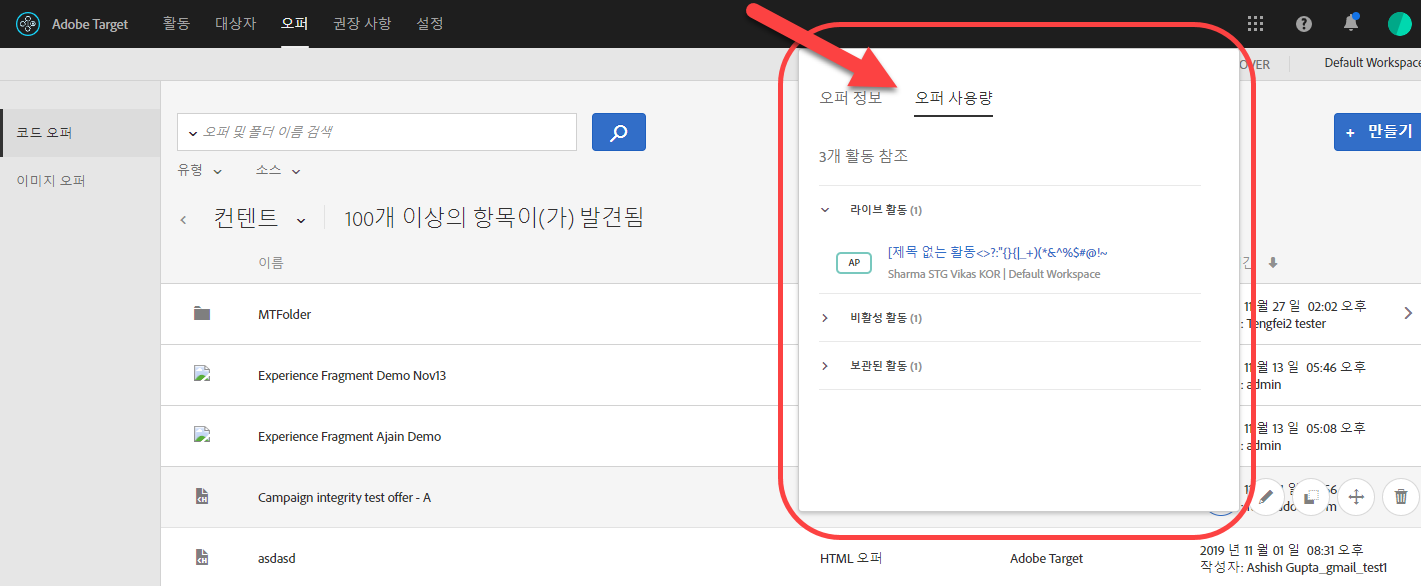 Adobe Target 활동 대상자 오퍼 권장 사항 설정
OVER Default Workspace
오퍼 정보 오퍼 사용량
3개 활동 참조
라이브 활동 (1)
AP [제목 없는 활동<>?:"{}{|_+)(*&^%$#@!~
Sharma STG Vikas KOR | Default Workspace
비활성 활동 (1)
보관된 활동 (1)
코드 오퍼
이미지 오퍼
오퍼 및 폴더 이름 검색
+ 만들기
유형 소스
컨텐트 100개 이상의 항목이(가) 발견됨
이름
MTFolder
11 월 27 일 02:02 오후
: Tengfei2 tester
Experience Fragment Demo Nov13
11 월 13 일 05:46 오후
: admin
Experience Fragment Ajain Demo
11 월 13 일 05:08 오후
: admin
Campaign integrity test offer - A
asdasd HTML 오퍼 Adobe Target
2019 년 11 월 01 일 08:31 오후
작성자: Ashish Gupta_gmail_test1